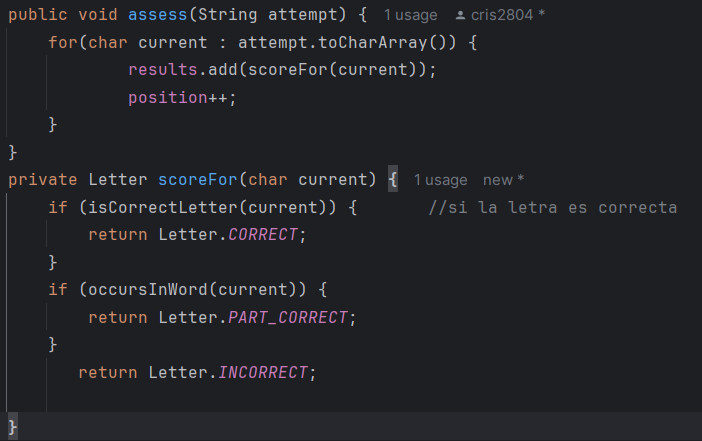 public void assess(String attempt) { 1 usage cris2804 *
for(char current : attempt.toCharArray()) {
results.add(scoreFor(current));
position++;
}
}
private Letter scoreFor(char current) { 1 usage new *
if (isCorrectLetter(current)) { //si la letra es correcta
return Letter.CORRECT;
}
if (occursInWord(current)) {
return Letter.PART_CORRECT;
}
return Letter.INCORRECT;
}